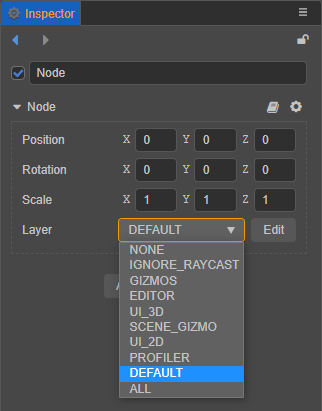 Inspector
Node
Node
Position X 0 Y 0 Z 0
Rotation X 0 Y 0 Z 0
Scale X 1 Y 1 Z 1
Layer DEFAULT Edit
NONE
IGNORE_RAYCAST
GIZMOS
EDITOR
UI_3D
SCENE_GIZMO
UI_2D
PROFILER
DEFAULT
ALL